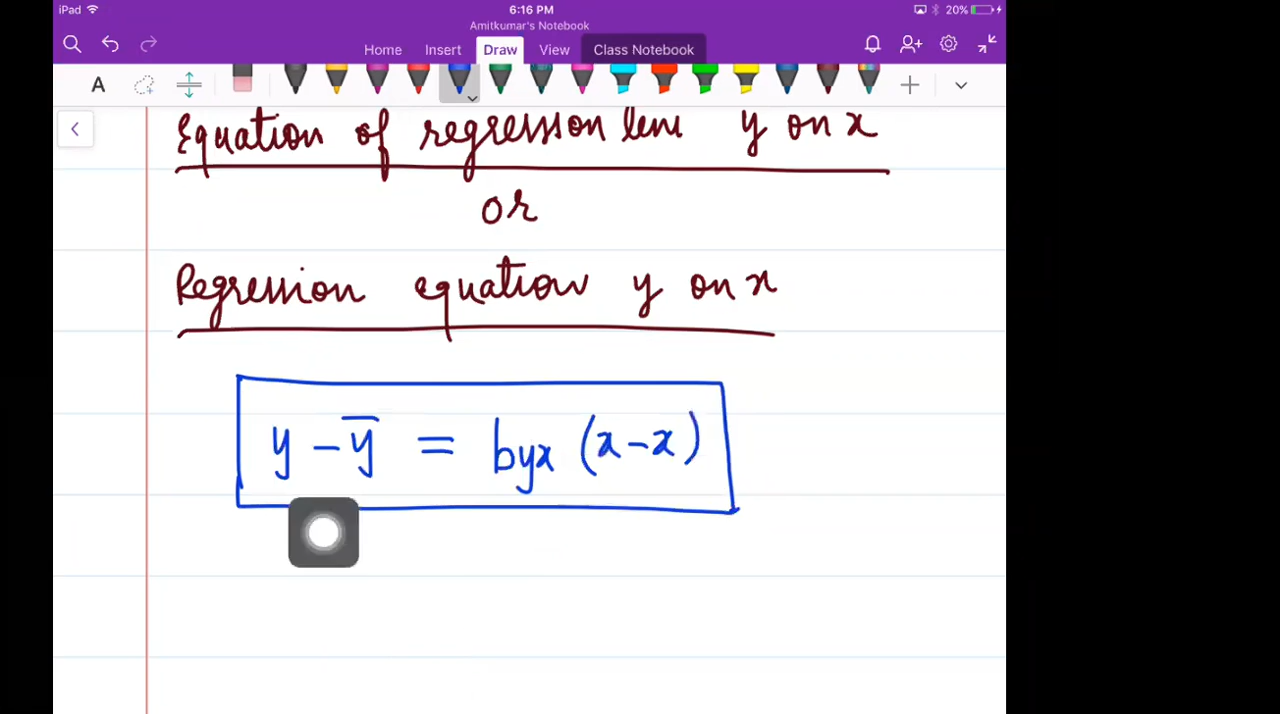 iPad 6:16 PM 20%
Amitkumar's Notebook
Home Insert Draw View Class Notebook
A
Equation of regression line y on x
or
Regression equation y on x
y - y̅ = byx (x - x)